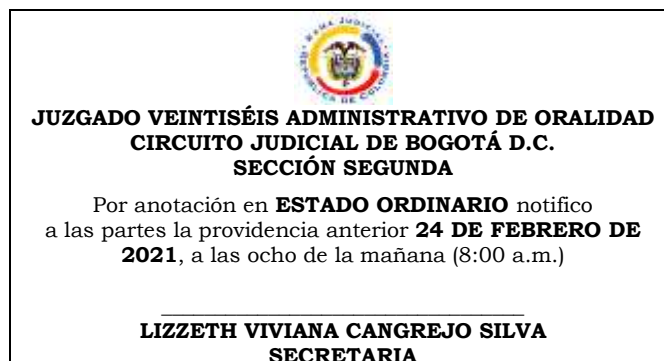 JUZGADO VEINTISÉIS ADMINISTRATIVO DE ORALIDAD
CIRCUITO JUDICIAL DE BOGOTÁ D.C.
SECCIÓN SEGUNDA
Por anotación en ESTADO ORDINARIO notifico
a las partes la providencia anterior 24 DE FEBRERO DE
2021, a las ocho de la mañana (8:00 a.m.)
LIZZETH VIVIANA CANGREJO SILVA
SECRETARIA